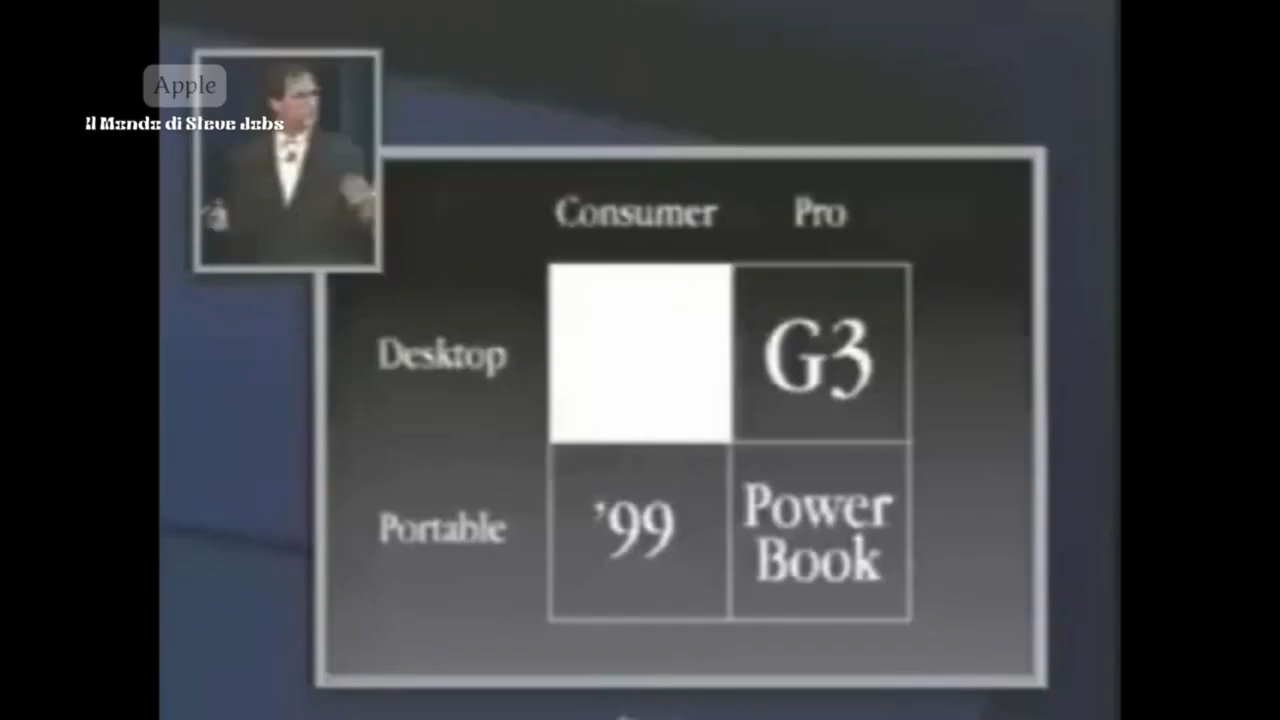 Apple
Il Mondo di Steve Jobs
Consumer Pro
Desktop
G3
Portable
’99
Power
Book